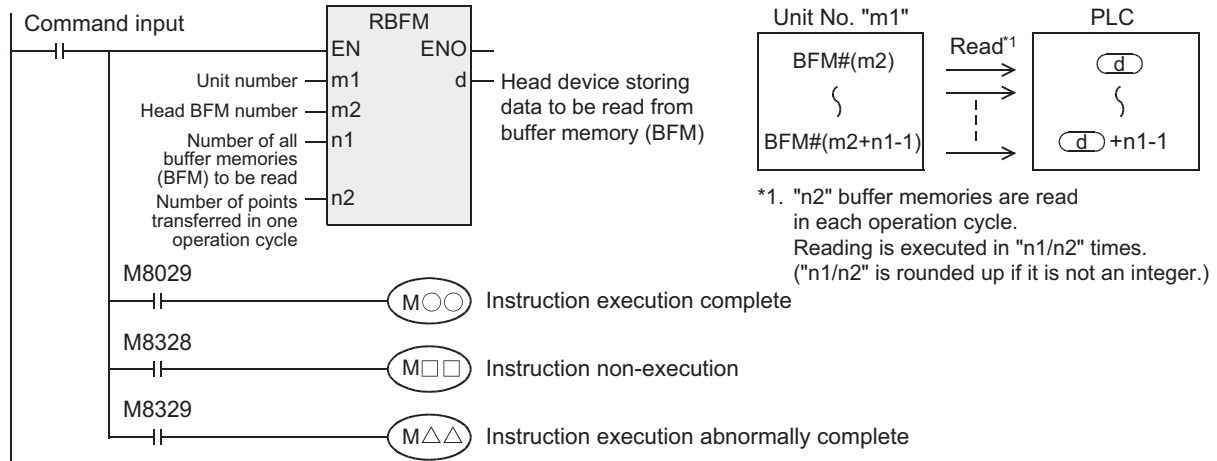 Command input
RBFM
EN ENO
Unit number m1 d Head device storing
data to be read from
buffer memory (BFM)
Head BFM number m2
Number of all n1
buffer memories
(BFM) to be read
Number of points n2
transferred in one
operation cycle
M8029
M○○ Instruction execution complete
M8328
M□□ Instruction non-execution
M8329
M△△ Instruction execution abnormally complete
Unit No. "m1" PLC
Read*1
BFM#(m2) d
BFM#(m2+n1-1) d +n1-1
*1. "n2" buffer memories are read
in each operation cycle.
Reading is executed in "n1/n2" times.
("n1/n2" is rounded up if it is not an integer.)